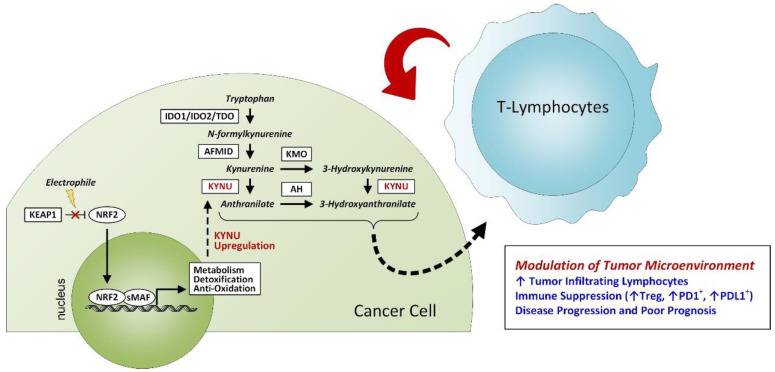 T-Lymphocytes
Tryptophan
IDO1/IDO2/TDO
N-formylkynurenine
AFMID
KMO
Kynurenine
3-Hydroxykynurenine
KYNU
AH
KYNU
Anthranilate
3-Hydroxyanthranilate
Electrophile
KEAP1
NRF2
KYNU
Upregulation
Metabolism
Detoxification
Anti-Oxidation
NRF2
sMAF
nucleus
Cancer Cell
Modulation of Tumor Microenvironment
↑ Tumor Infiltrating Lymphocytes
Immune Suppression (↑Treg, ↑PD1⁺, ↑PDL1⁺)
Disease Progression and Poor Prognosis